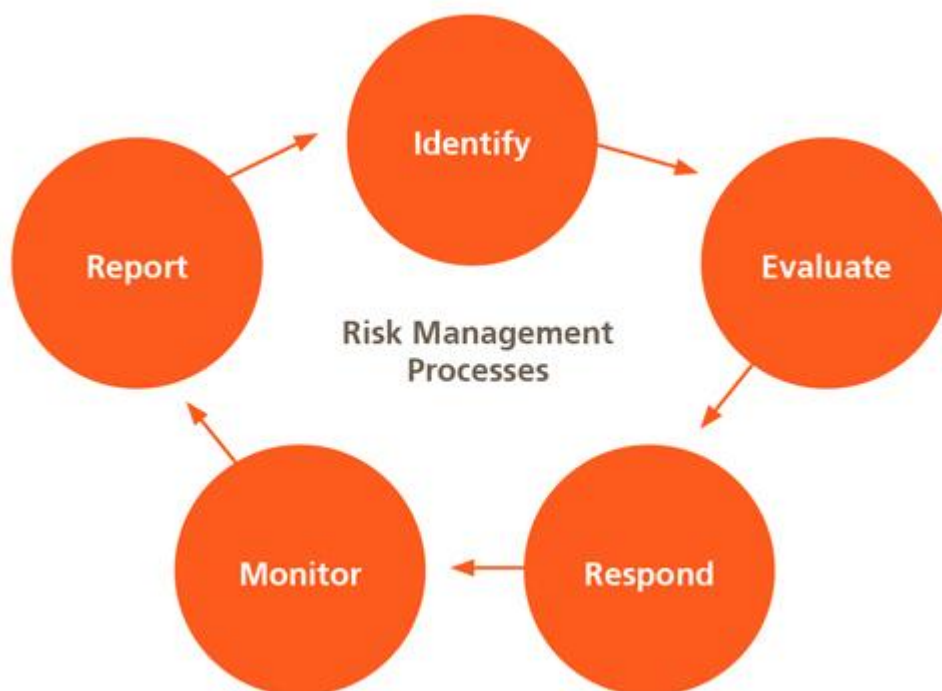 Identify
Evaluate
Respond
Monitor
Report
Risk Management
Processes